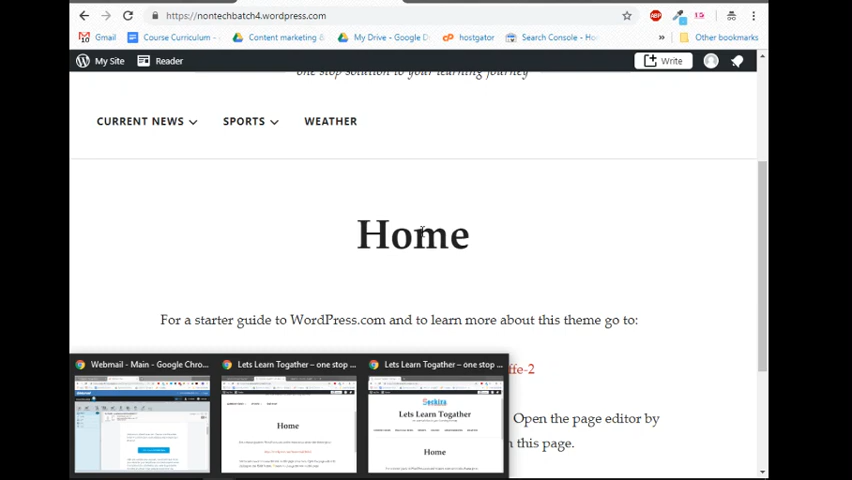 https://nontechbatch4.wordpress.com
Gmail Course Curriculum - Content marketing & My Drive - Google D hostgator Search Console - Ho » Other bookmarks
My Site Reader Write
one stop solution to your learning journey
CURRENT NEWS SPORTS WEATHER
Home
For a starter guide to WordPress.com and to learn more about this theme go to:
ffe-2
. Open the page editor by
n this page.
Webmail - Main - Google Chro... Lets Learn Togather – one stop ... Lets Learn Togather – one stop ...
Home
Lets Learn Togather
Home